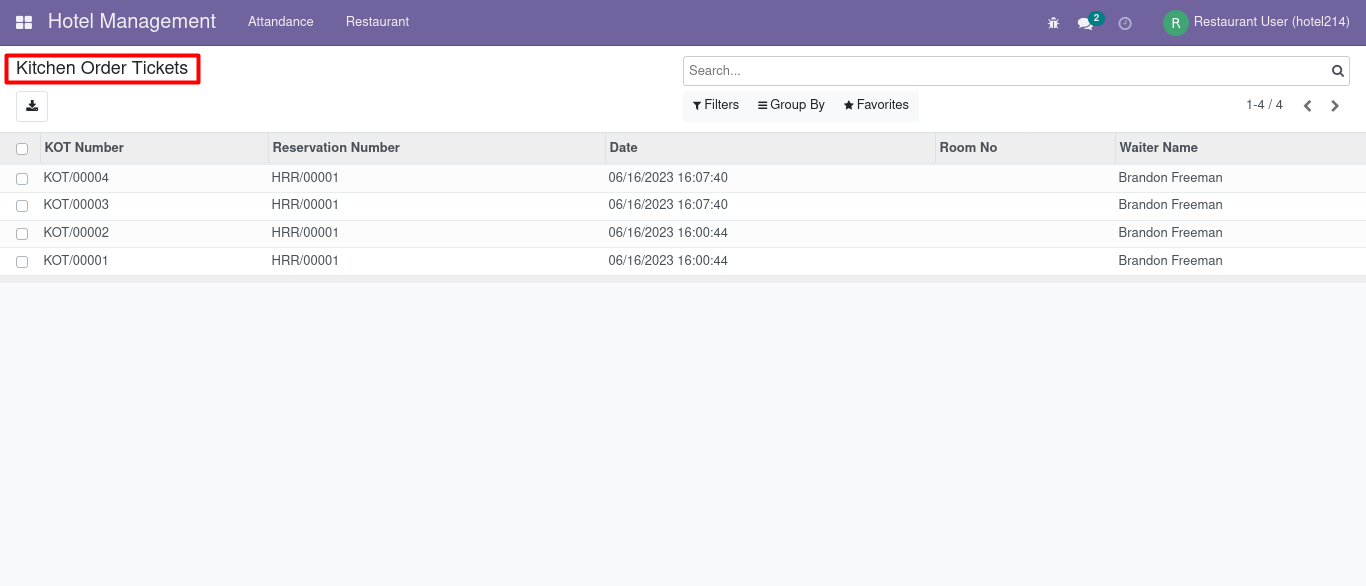 Hotel Management Attandance Restaurant 2 R Restaurant User (hotel214)
Kitchen Order Tickets
Search...
Filters Group By Favorites 1-4 / 4
KOT Number Reservation Number Date Room No Waiter Name
KOT/00004 HRR/00001 06/16/2023 16:07:40 Brandon Freeman
KOT/00003 HRR/00001 06/16/2023 16:07:40 Brandon Freeman
KOT/00002 HRR/00001 06/16/2023 16:00:44 Brandon Freeman
KOT/00001 HRR/00001 06/16/2023 16:00:44 Brandon Freeman